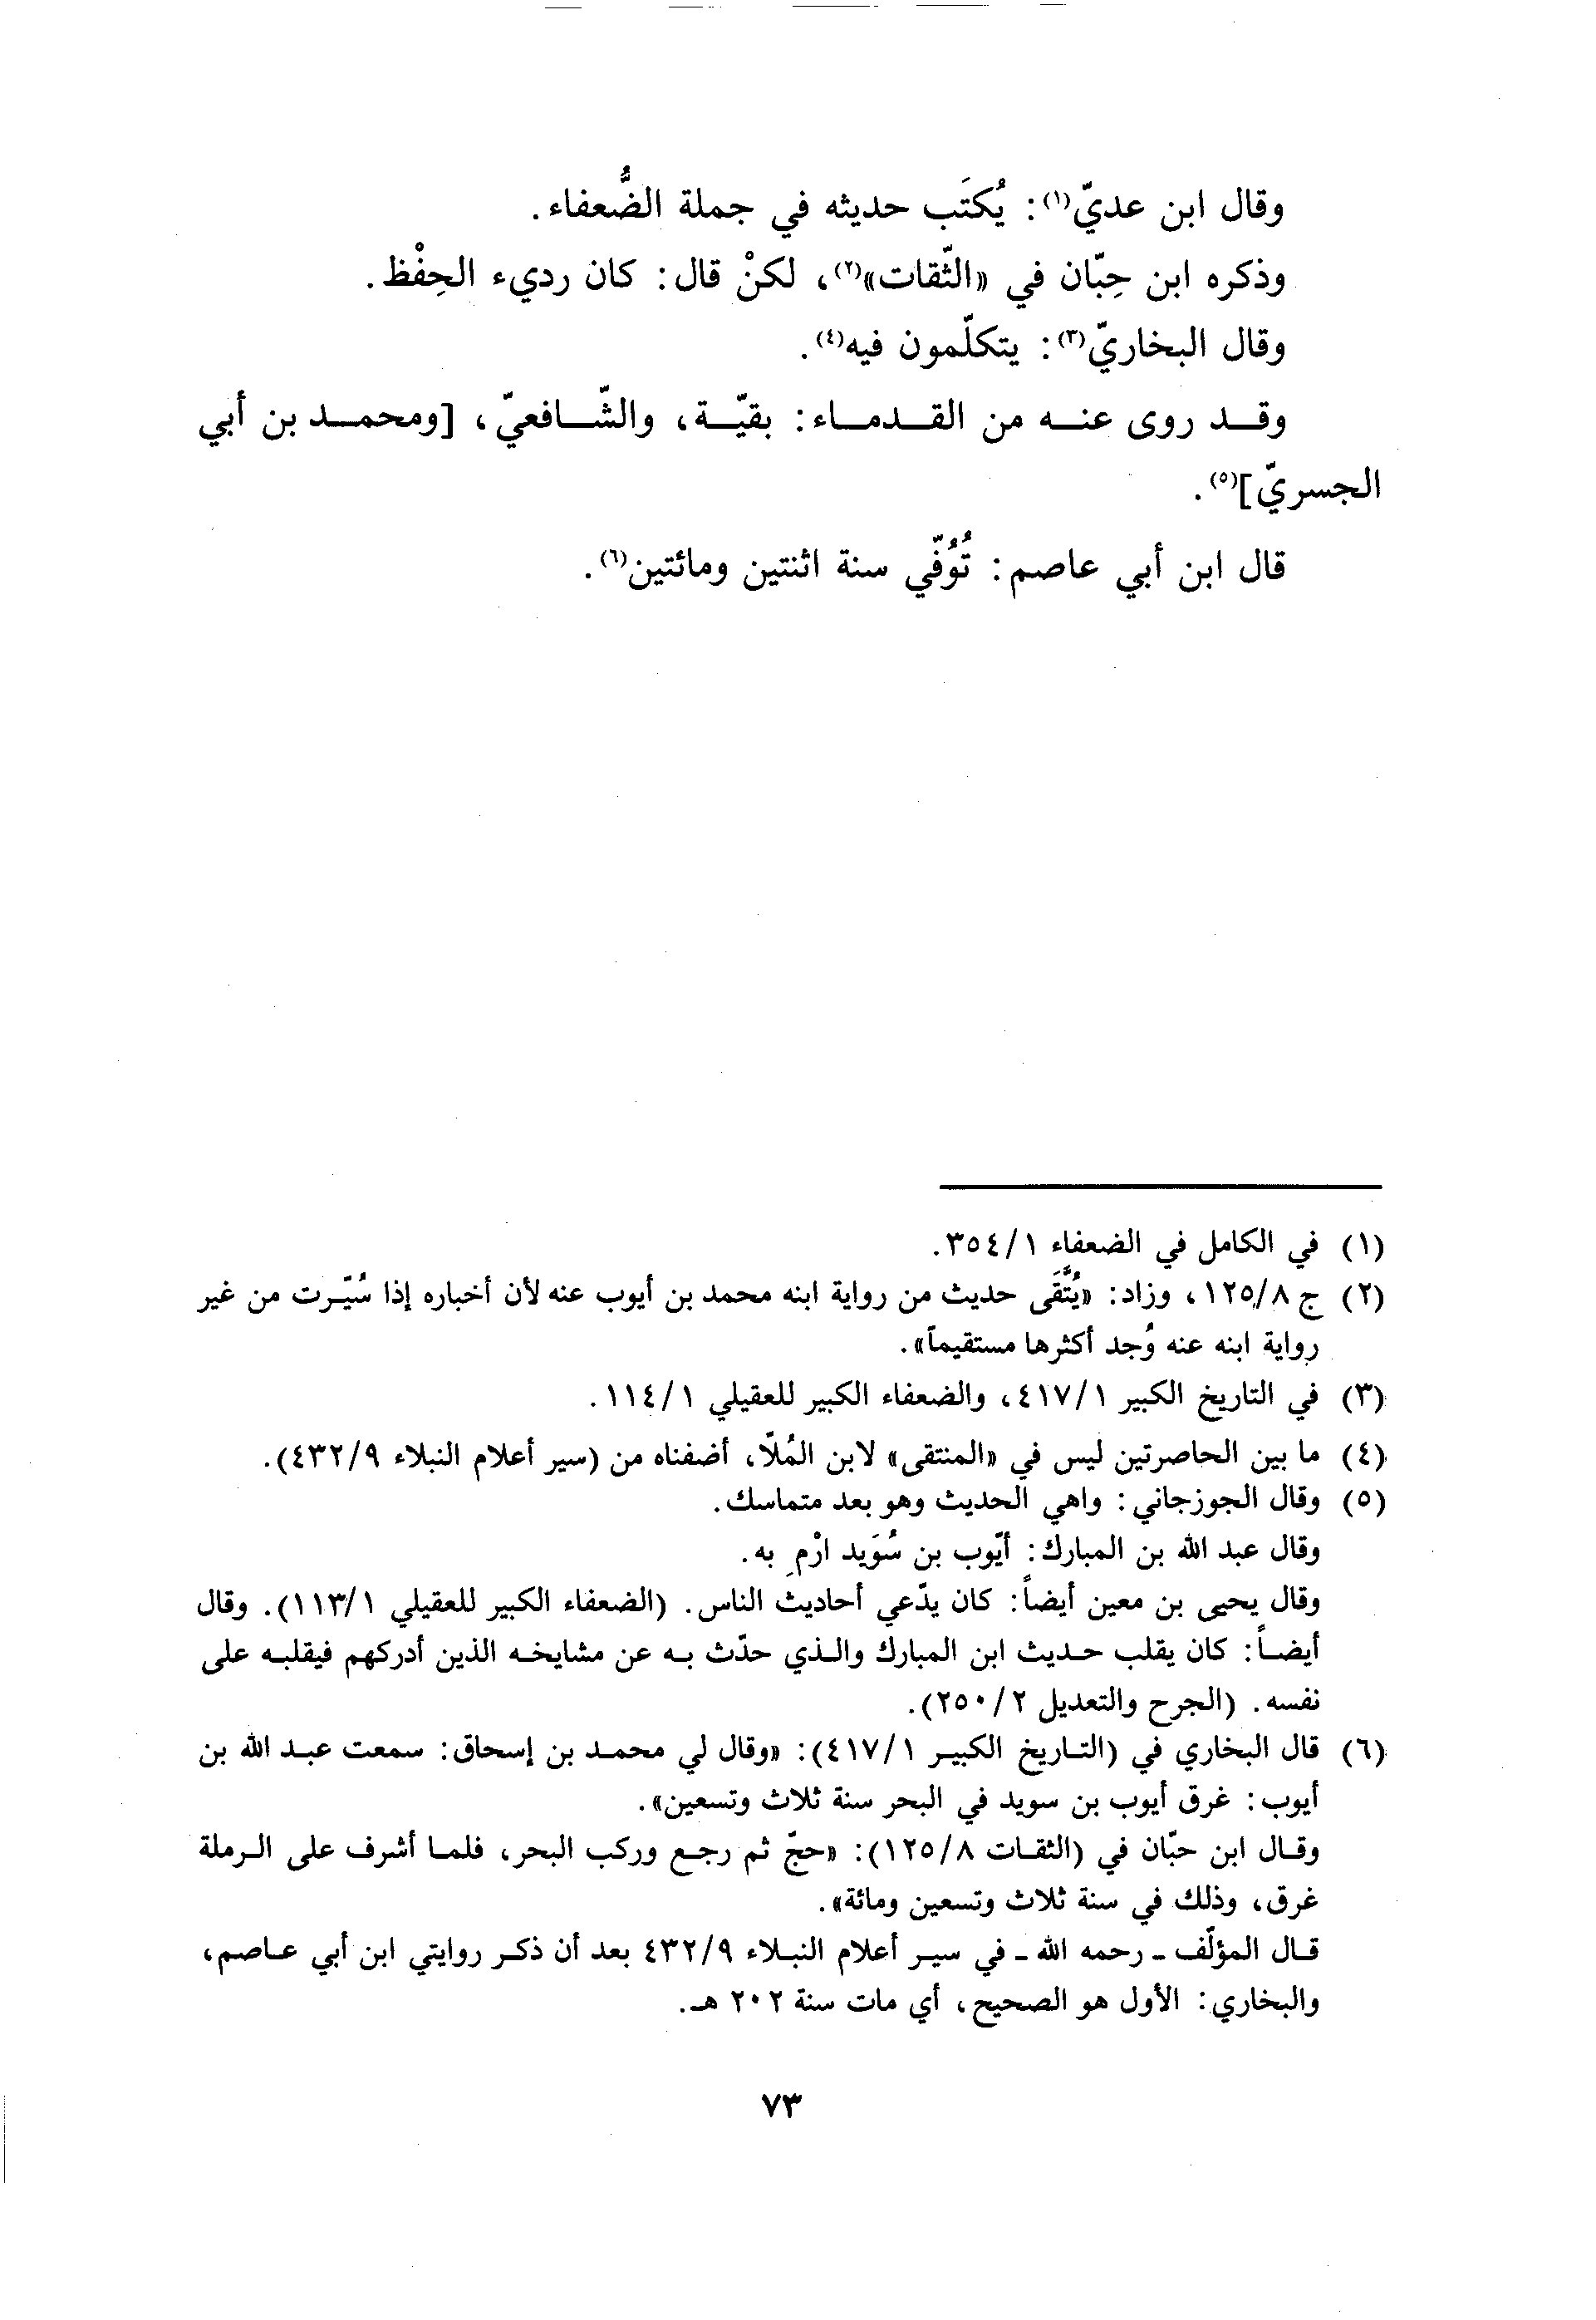 وقال ابن عديّ(١): يُكتَب حديثه في جملة الضُّعفاء.
وذكره ابن حِبّان في «الثّقات»(٢)، لكنْ قال: كان رديء الحِفْظ.
وقال البخاريّ(٣): يتكلّمون فيه(٤).
وقد روى عنه من القدماء: بقيّة، والشّافعيّ، [ومحمد بن أبي
الجسريّ](٥).
قال ابن أبي عاصم: تُوُفّي سنة اثنتين ومائتين(٦).
(١) في الكامل في الضعفاء ٣٥٤/١.
(٢) ج ١٢٥/٨، وزاد: «يُتَّقَى حديث من رواية ابنه محمد بن أيوب عنه لأن أخباره إذا سُيّرت من غير
رواية ابنه عنه وُجد أكثرها مستقيماً».
(٣) في التاريخ الكبير ٤١٧/١، والضعفاء الكبير للعقيلي ١١٤/١.
(٤) ما بين الحاصرتين ليس في «المنتقى» لابن المُلّا، أضفناه من (سير أعلام النبلاء ٤٣٢/٩).
(٥) وقال الجوزجاني: واهي الحديث وهو بعد متماسك.
وقال عبد الله بن المبارك: أيّوب بن سُوَيد ارْمِ به.
وقال يحيى بن معين أيضاً: كان يدّعي أحاديث الناس. (الضعفاء الكبير للعقيلي ١١٣/١). وقال
أيضاً: كان يقلب حديث ابن المبارك والذي حدّث به عن مشايخه الذين أدركهم فيقلبه على
نفسه. (الجرح والتعديل ٢٥٠/٢).
(٦) قال البخاري في (التاريخ الكبير ٤١٧/١): «وقال لي محمد بن إسحاق: سمعت عبد الله بن
أيوب: غرق أيوب بن سويد في البحر سنة ثلاث وتسعين».
وقال ابن حبّان في (الثقات ١٢٥/٨): «حجّ ثم رجع وركب البحر، فلما أشرف على الرملة
غرق، وذلك في سنة ثلاث وتسعين ومائة».
قال المؤلّف - رحمه الله - في سير أعلام النبلاء ٤٣٢/٩ بعد أن ذكر روايتي ابن أبي عاصم،
والبخاري: الأول هو الصحيح، أي مات سنة ٢٠٢ هـ.
٧٣